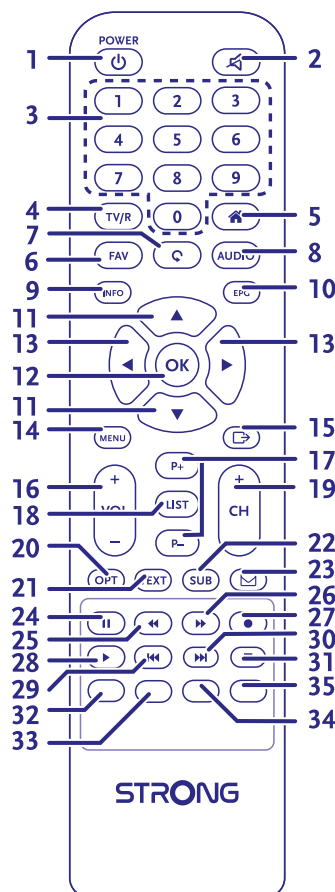 POWER
1 2
1 2 3
3
4 5 6
7 8 9
4 TV/R 0 5
7
6 FAV AUDIO 8
9 INFO EPG 10
11
13 13
12 OK
11
14 MENU 15
P+ 17
16 + + 19
18 VOL LIST CH
− P−
20 22
21 OPT TEXT SUB 23
24 26
25 27
28 30
29 31
32 35
33 34
STRONG